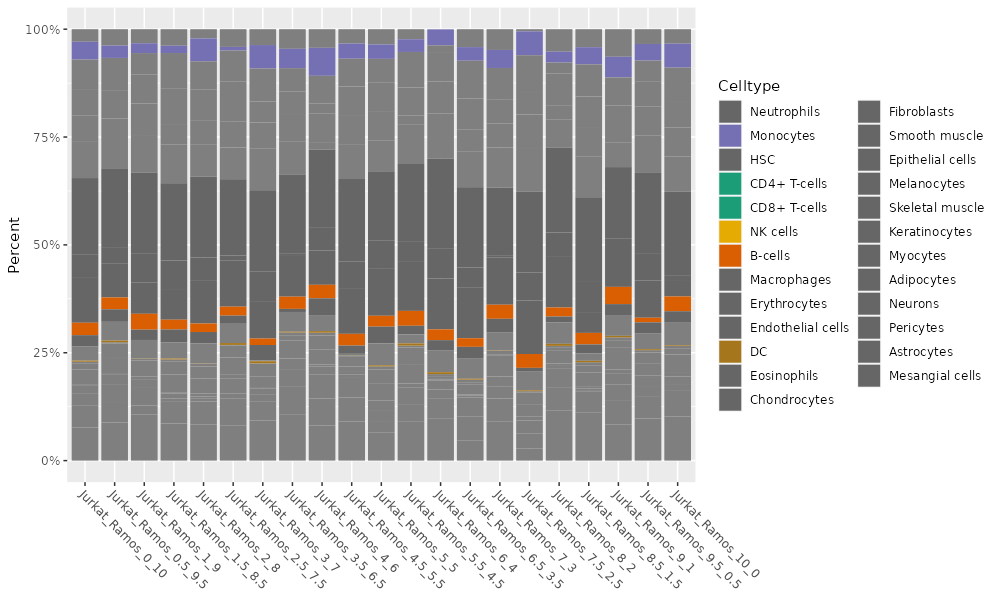 100%
75%
50%
25%
0%
Percent
Jurkat_Ramos_0_10
Jurkat_Ramos_0.5_9.5
Jurkat_Ramos_1_9
Jurkat_Ramos_1.5_8.5
Jurkat_Ramos_2_8
Jurkat_Ramos_2.5_7.5
Jurkat_Ramos_3_7
Jurkat_Ramos_3.5_6.5
Jurkat_Ramos_4_6
Jurkat_Ramos_4.5_5.5
Jurkat_Ramos_5_5
Jurkat_Ramos_5.5_4.5
Jurkat_Ramos_6_4
Jurkat_Ramos_6.5_3.5
Jurkat_Ramos_7_3
Jurkat_Ramos_7.5_2.5
Jurkat_Ramos_8_2
Jurkat_Ramos_8.5_1.5
Jurkat_Ramos_9_1
Jurkat_Ramos_9.5_0.5
Jurkat_Ramos_10_0
Celltype
Neutrophils
Monocytes
HSC
CD4+ T-cells
CD8+ T-cells
NK cells
B-cells
Macrophages
Erythrocytes
Endothelial cells
DC
Eosinophils
Chondrocytes
Fibroblasts
Smooth muscle
Epithelial cells
Melanocytes
Skeletal muscle
Keratinocytes
Myocytes
Adipocytes
Neurons
Pericytes
Astrocytes
Mesangial cells